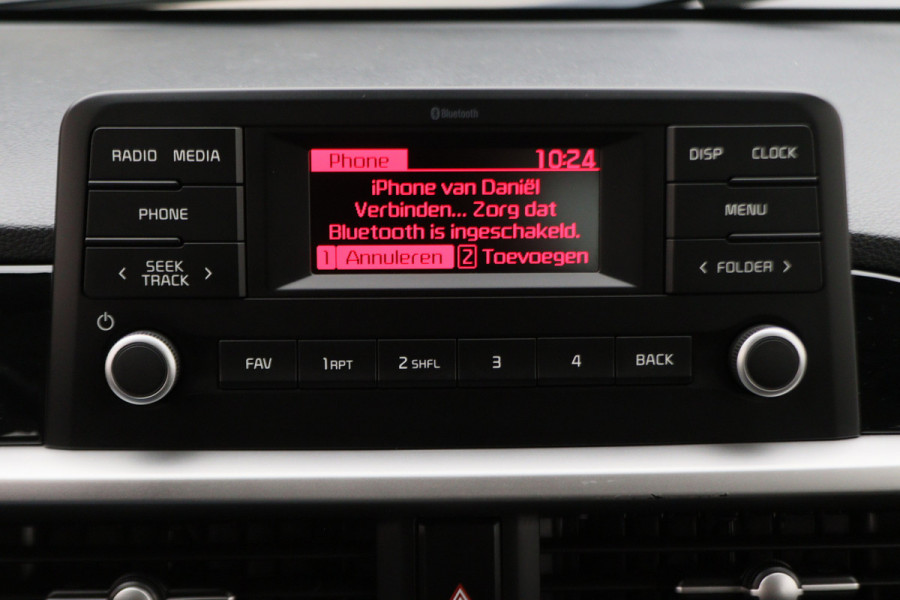 Bluetooth
RADIO MEDIA
PHONE
< SEEK TRACK >
Phone 10:24
iPhone van Daniël
Verbinden... Zorg dat
Bluetooth is ingeschakeld.
1 Annuleren 2 Toevoegen
DISP CLOCK
MENU
< FOLDER >
FAV 1 RPT 2 SHFL 3 4 BACK